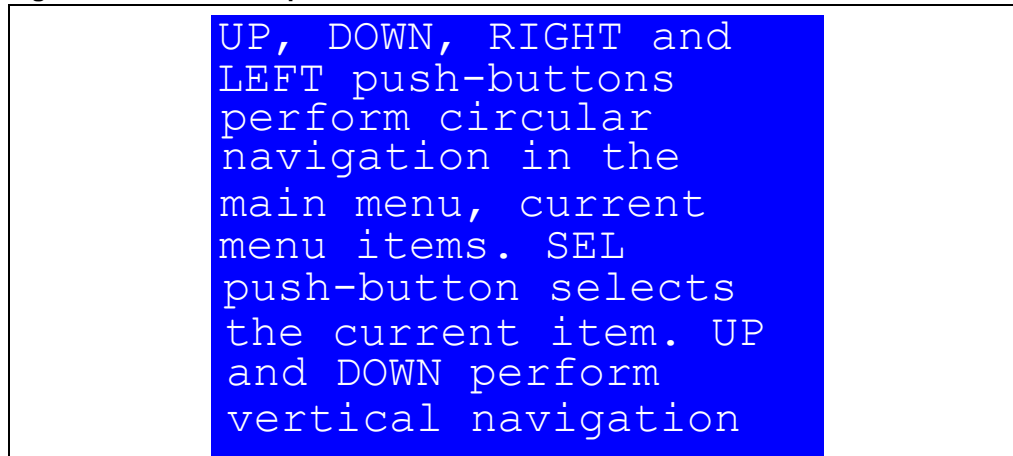 UP, DOWN, RIGHT and
LEFT push-buttons
perform circular
navigation in the
main menu, current
menu items. SEL
push-button selects
the current item. UP
and DOWN perform
vertical navigation